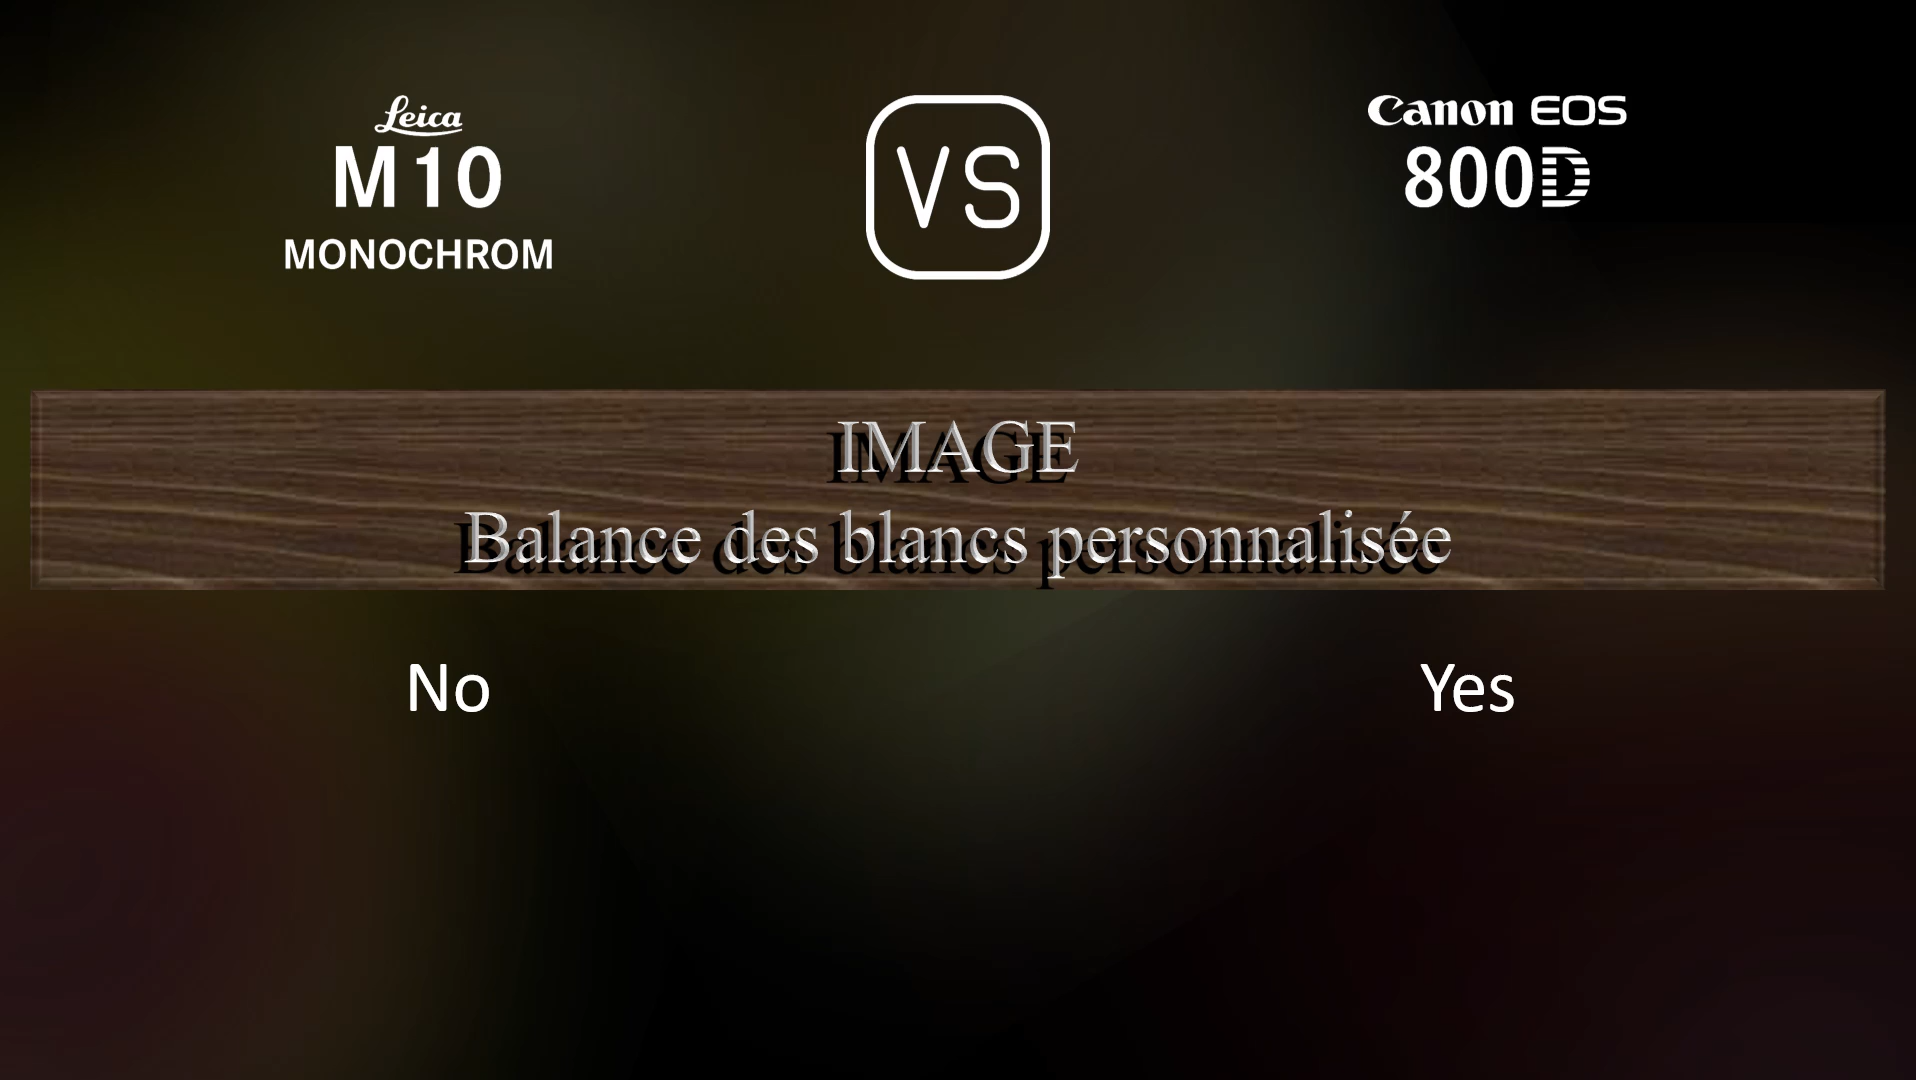 Leica
M10
MONOCHROM
VS
Canon EOS
800D
IMAGE
Balance des blancs personnalisée
No
Yes